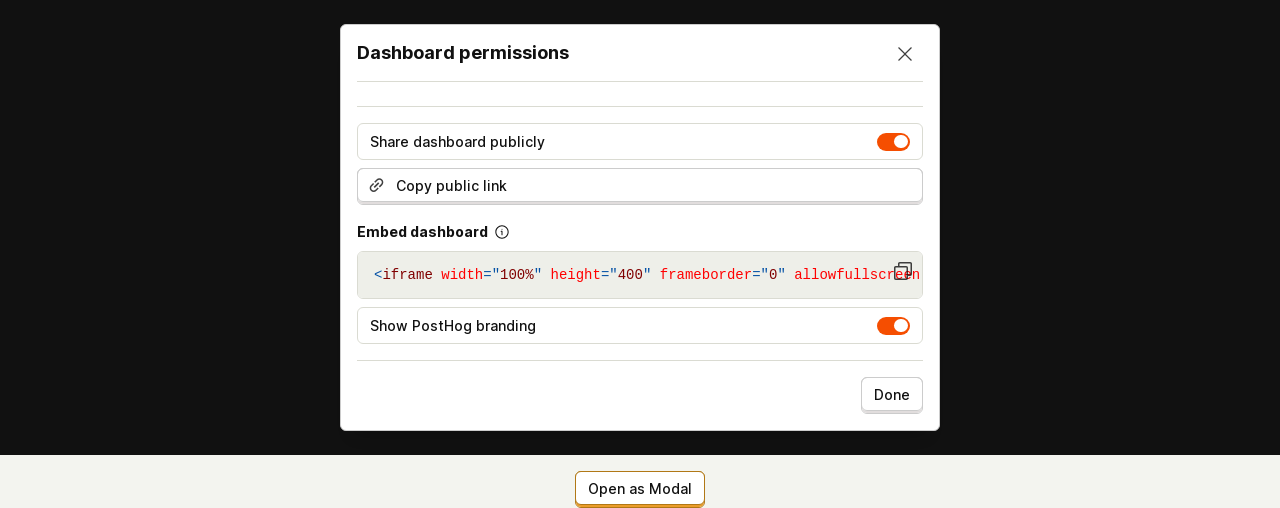 Dashboard permissions
Share dashboard publicly
Copy public link
Embed dashboard
<iframe width="100%" height="400" frameborder="0" allowfullscreen
Show PostHog branding
Done
Open as Modal